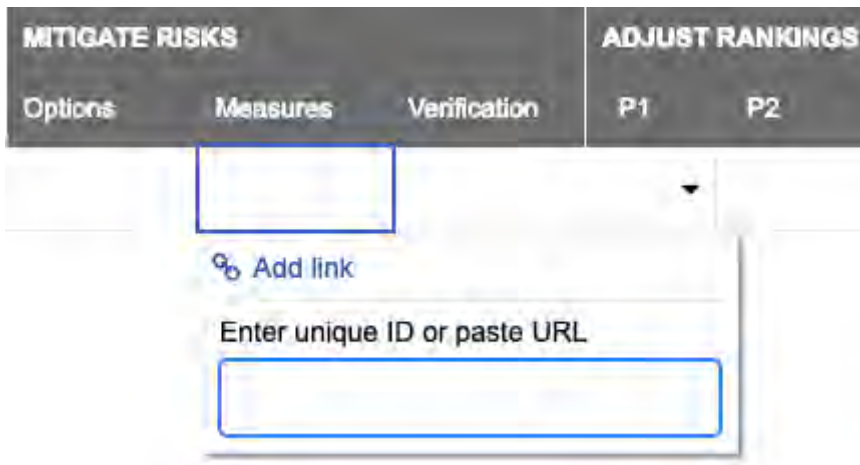 MITIGATE RISKS ADJUST RANKINGS
Options Measures Verification P1 P2
Add link
Enter unique ID or paste URL